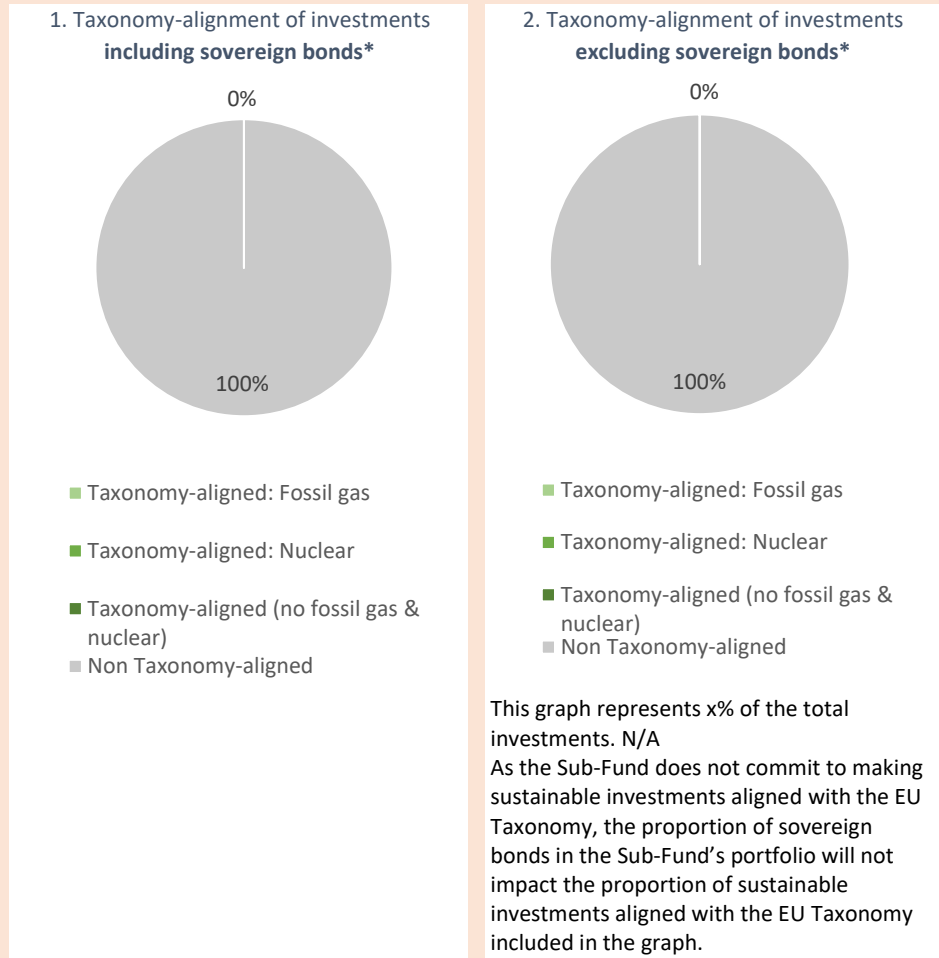 1. Taxonomy-alignment of investments
including sovereign bonds*
0%
100%
Taxonomy-aligned: Fossil gas
Taxonomy-aligned: Nuclear
Taxonomy-aligned (no fossil gas &
nuclear)
Non Taxonomy-aligned
2. Taxonomy-alignment of investments
excluding sovereign bonds*
0%
100%
Taxonomy-aligned: Fossil gas
Taxonomy-aligned: Nuclear
Taxonomy-aligned (no fossil gas &
nuclear)
Non Taxonomy-aligned
This graph represents x% of the total
investments. N/A
As the Sub-Fund does not commit to making
sustainable investments aligned with the EU
Taxonomy, the proportion of sovereign
bonds in the Sub-Fund’s portfolio will not
impact the proportion of sustainable
investments aligned with the EU Taxonomy
included in the graph.